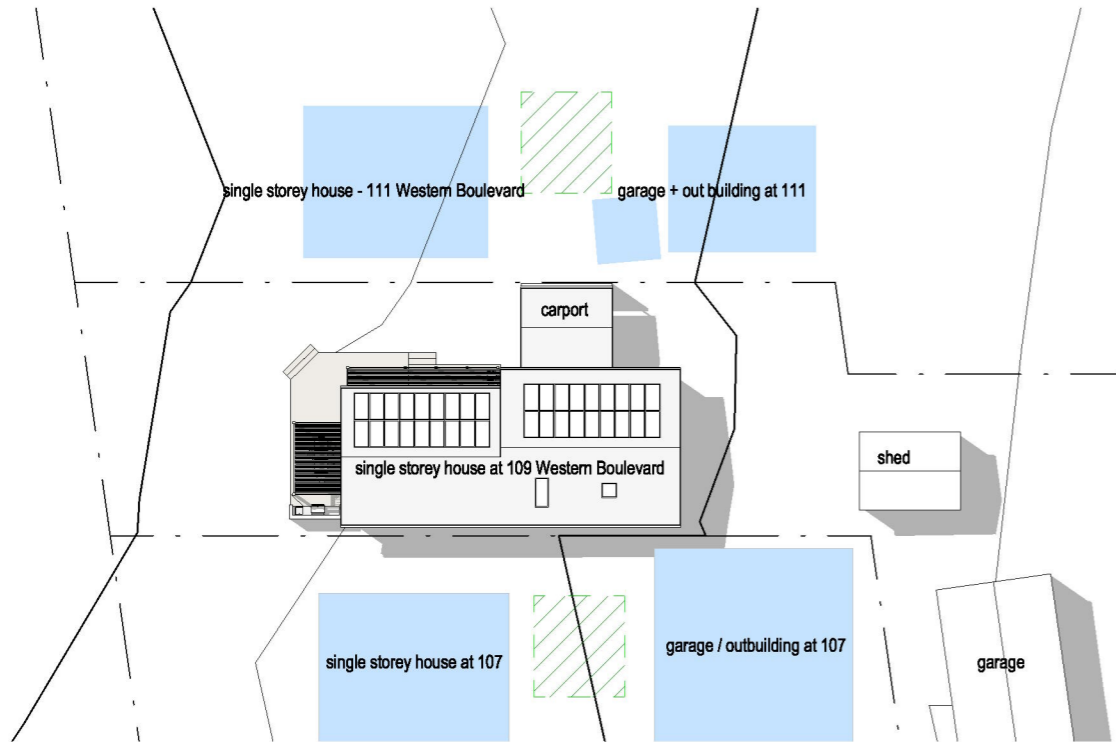 single storey house - 111 Western Boulevard
garage + out building at 111
carport
single storey house at 109 Western Boulevard
shed
single storey house at 107
garage / outbuilding at 107
garage